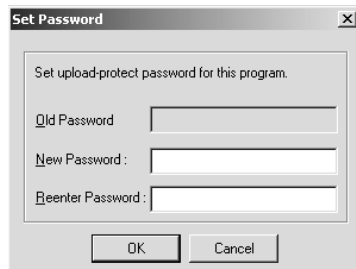 Set Password
Set upload-protect password for this program.
Old Password
New Password :
Reenter Password :
OK
Cancel